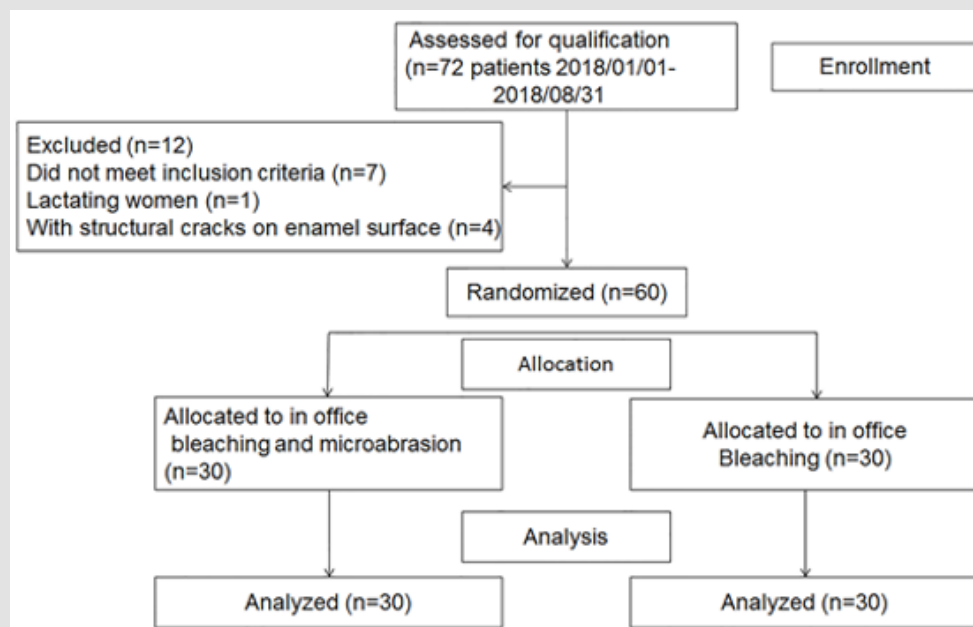 Assessed for qualification
(n=72 patients 2018/01/01-
2018/08/31
Enrollment
Excluded (n=12)
Did not meet inclusion criteria (n=7)
Lactating women (n=1)
With structural cracks on enamel surface (n=4)
Randomized (n=60)
Allocation
Allocated to in office
bleaching and microabrasion
(n=30)
Allocated to in office
Bleaching (n=30)
Analysis
Analyzed (n=30)
Analyzed (n=30)